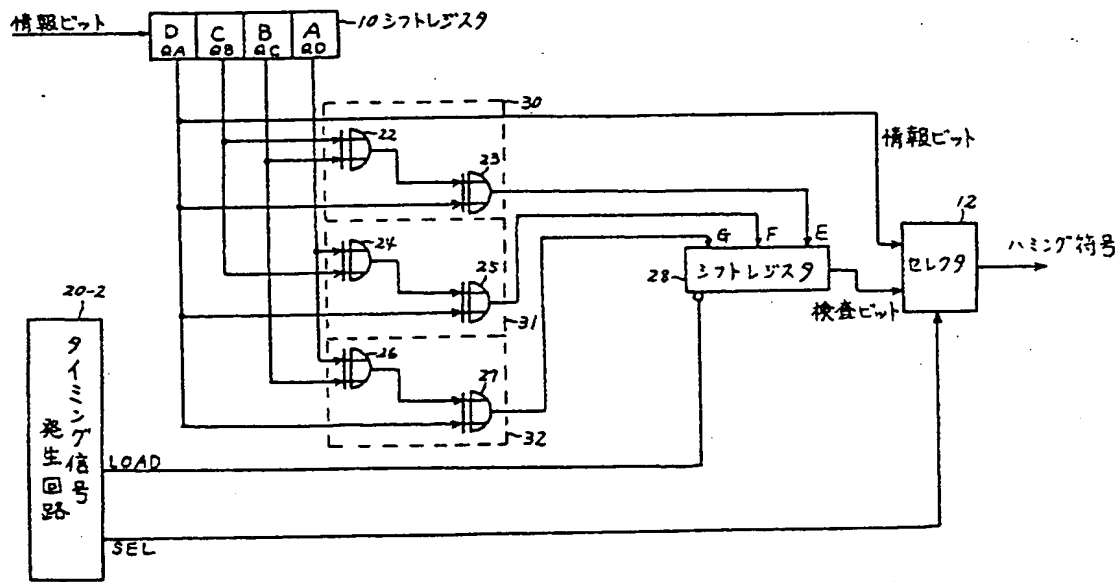 情報ビット
D C B A
QA QB QC QD
10 シフトレジスタ
30
22
23
情報ビット
24
25
31
G F E
28 シフトレジスタ
検査ビット
12
セレクタ
ハミング符号
26
27
32
20-2
タイミング信号
発生回路
LOAD
SEL